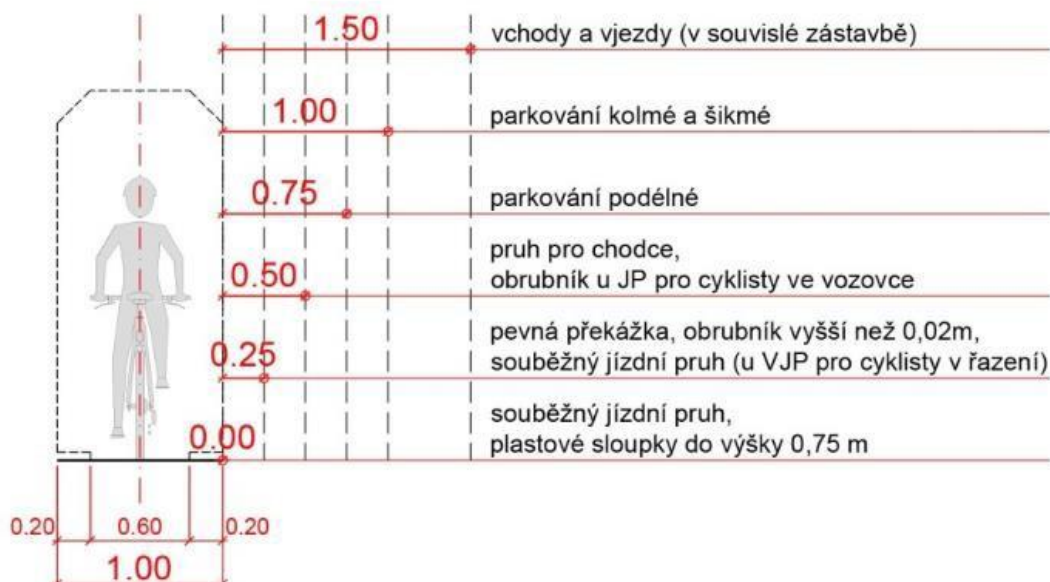 1.50 vchody a vjezdy (v souvislé zástavbě)
1.00 parkování kolmé a šikmé
0.75 parkování podélné
pruh pro chodce,
0.50 obrubník u JP pro cyklisty ve vozovce
pevná překážka, obrubník vyšší než 0,02m,
0.25 souběžný jízdní pruh (u VJP pro cyklisty v řazení)
souběžný jízdní pruh,
0.00 plastové sloupky do výšky 0,75 m
0.20 0.60 0.20
1.00